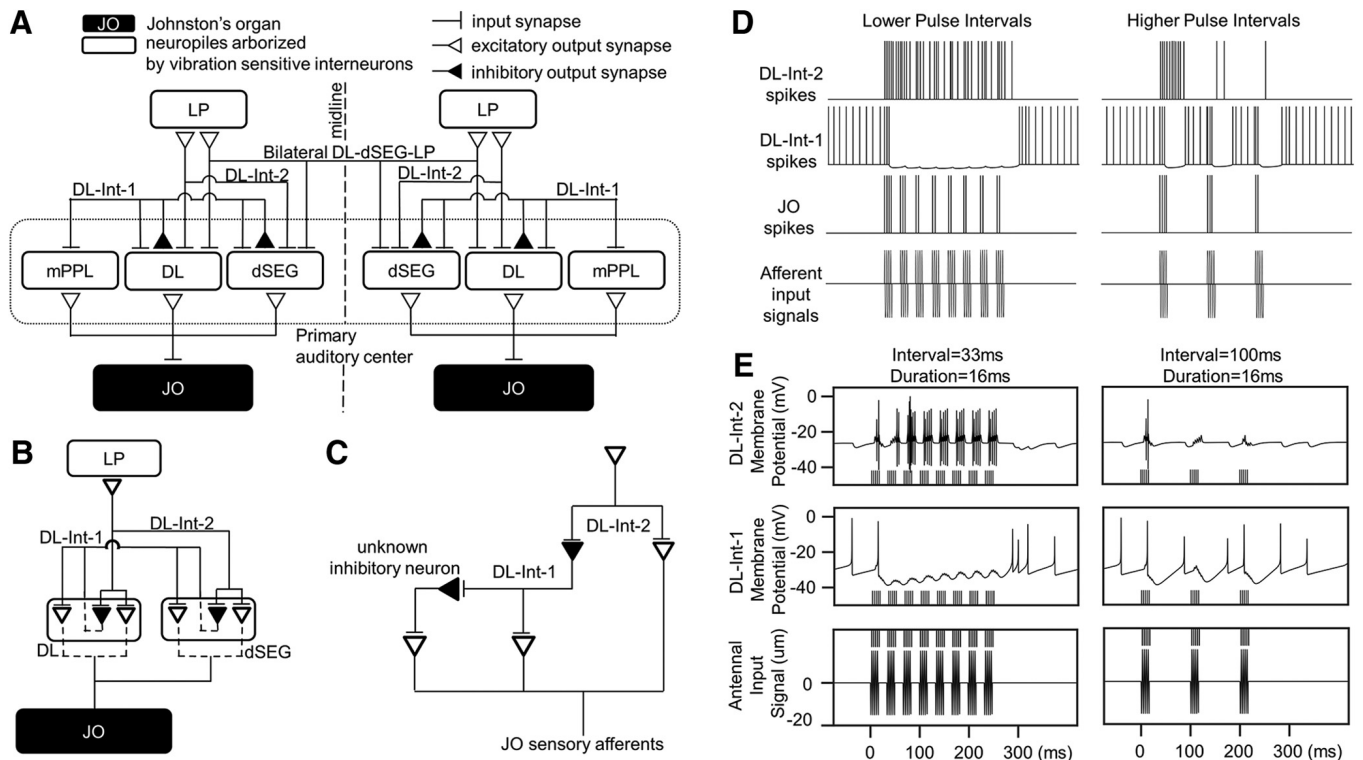 A
JO
Johnston's organ
neuropiles arborized
by vibration sensitive interneurons
input synapse
excitatory output synapse
inhibitory output synapse
LP
midline
LP
Bilateral DL-dSEG-LP
DL-Int-2
DL-Int-2
DL-Int-1
DL-Int-1
mPPL
DL
dSEG
dSEG
DL
mPPL
Primary
auditory center
JO
JO
B
LP
DL-Int-2
DL-Int-1
DL
dSEG
JO
C
DL-Int-2
unknown
inhibitory neuron
DL-Int-1
JO sensory afferents
D
Lower Pulse Intervals
Higher Pulse Intervals
DL-Int-2
spikes
DL-Int-1
spikes
JO
spikes
Afferent
input
signals
E
Interval=33ms
Duration=16ms
Interval=100ms
Duration=16ms
DL-Int-2
Membrane
Potential (mV)
0
-20
-40
DL-Int-1
Membrane
Potential (mV)
0
-20
-40
Antennal
Input
Signal (um)
0
-20
0 100 200 300 (ms)
0 100 200 300 (ms)